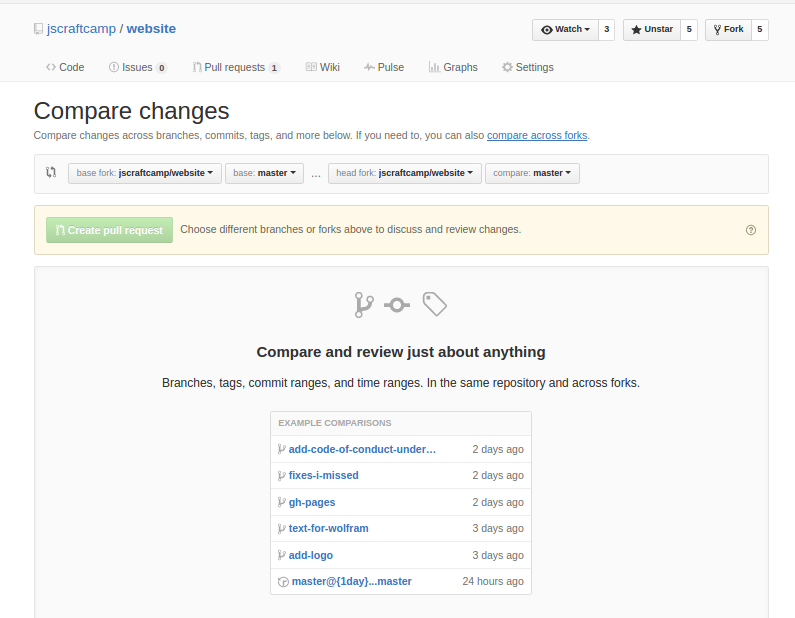 jscraftcamp / website
Watch 3 Unstar 5 Fork 5
Code Issues 0 Pull requests 1 Wiki Pulse Graphs Settings
Compare changes
Compare changes across branches, commits, tags, and more below. If you need to, you can also compare across forks.
base fork: jscraftcamp/website base: master ... head fork: jscraftcamp/website compare: master
Create pull request Choose different branches or forks above to discuss and review changes.
Compare and review just about anything
Branches, tags, commit ranges, and time ranges. In the same repository and across forks.
EXAMPLE COMPARISONS
add-code-of-conduct-under… 2 days ago
fixes-i-missed 2 days ago
gh-pages 2 days ago
text-for-wolfram 3 days ago
add-logo 3 days ago
master@{1day}...master 24 hours ago